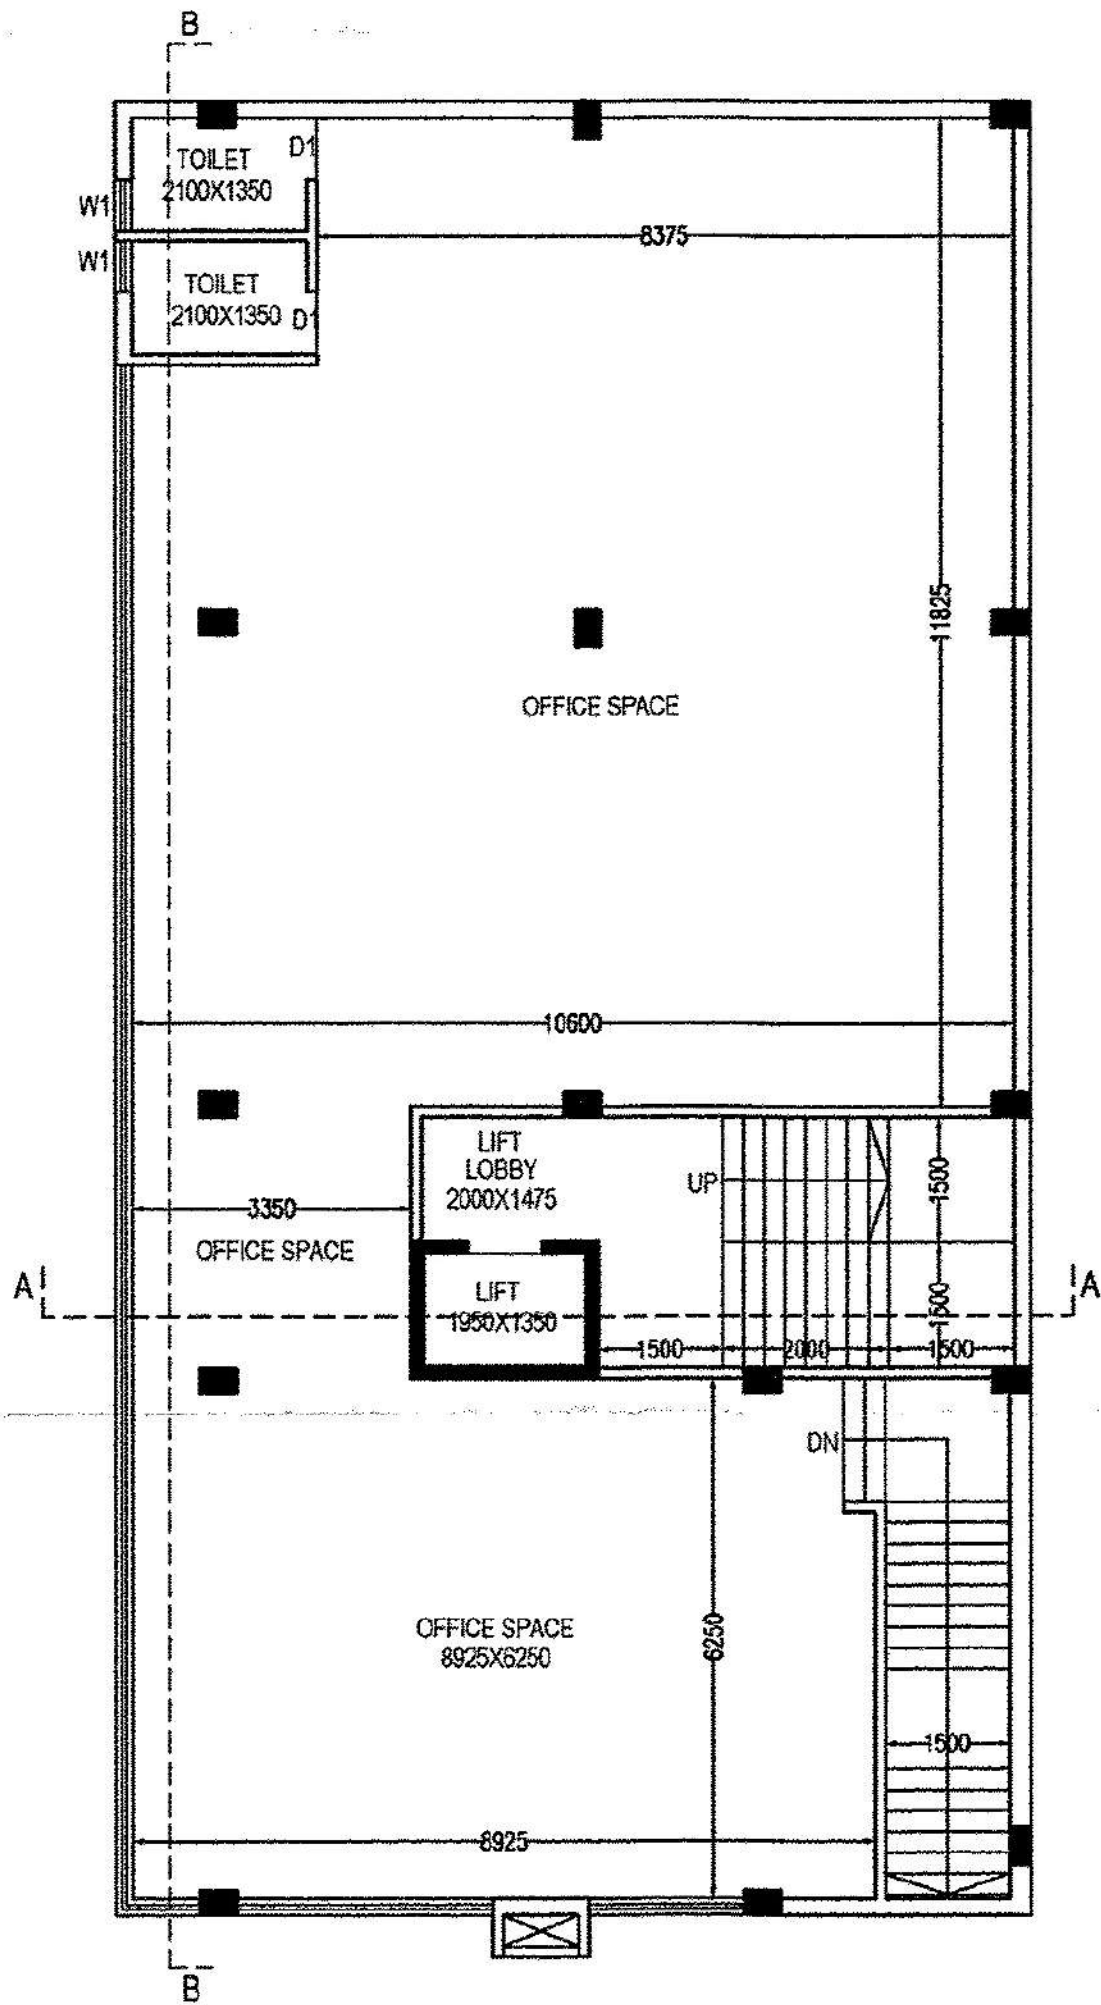 B
TOILET
2100X1350
D1
W1
8375
W1
TOILET
2100X1350
D1
11825
OFFICE SPACE
10600
LIFT
LOBBY
2000X1475
UP
1500
3350
OFFICE SPACE
A
A
LIFT
1950X1350
1500
1500
2000
1500
DN
OFFICE SPACE
8925X6250
6250
1500
8925
B